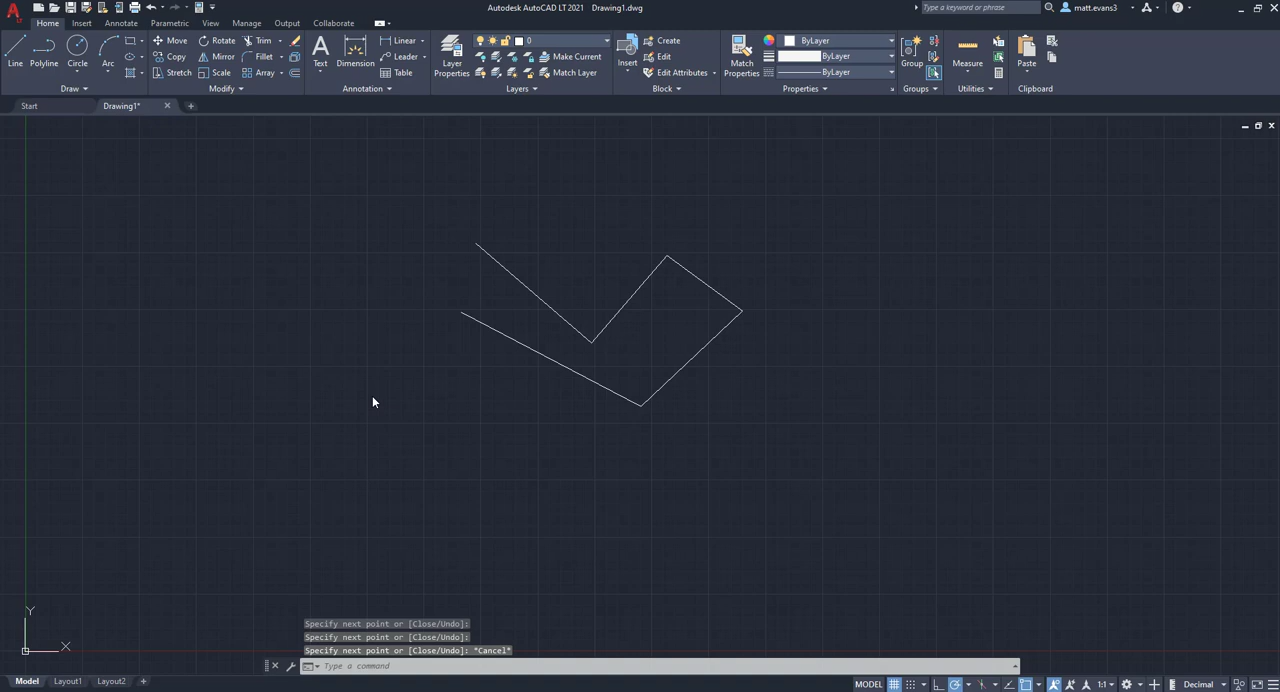 Autodesk AutoCAD LT 2021 Drawing1.dwg
Type a keyword or phrase
matt.evans3
Home Insert Annotate Parametric View Manage Output Collaborate
Line Polyline Circle Arc
Move Rotate Trim
Copy Mirror Fillet
Stretch Scale Array
Text Dimension
Linear
Leader
Table
Layer Properties
0
Make Current
Match Layer
Insert
Create
Edit
Edit Attributes
Match Properties
ByLayer
ByLayer
ByLayer
Group
Measure
Paste
Draw Modify Annotation Layers Block Properties Groups Utilities Clipboard
Start Drawing1*
Y
X
Specify next point or [Close/Undo]:
Specify next point or [Close/Undo]:
Specify next point or [Close/Undo]: *Cancel*
Type a command
Model Layout1 Layout2
MODEL 1:1 Decimal